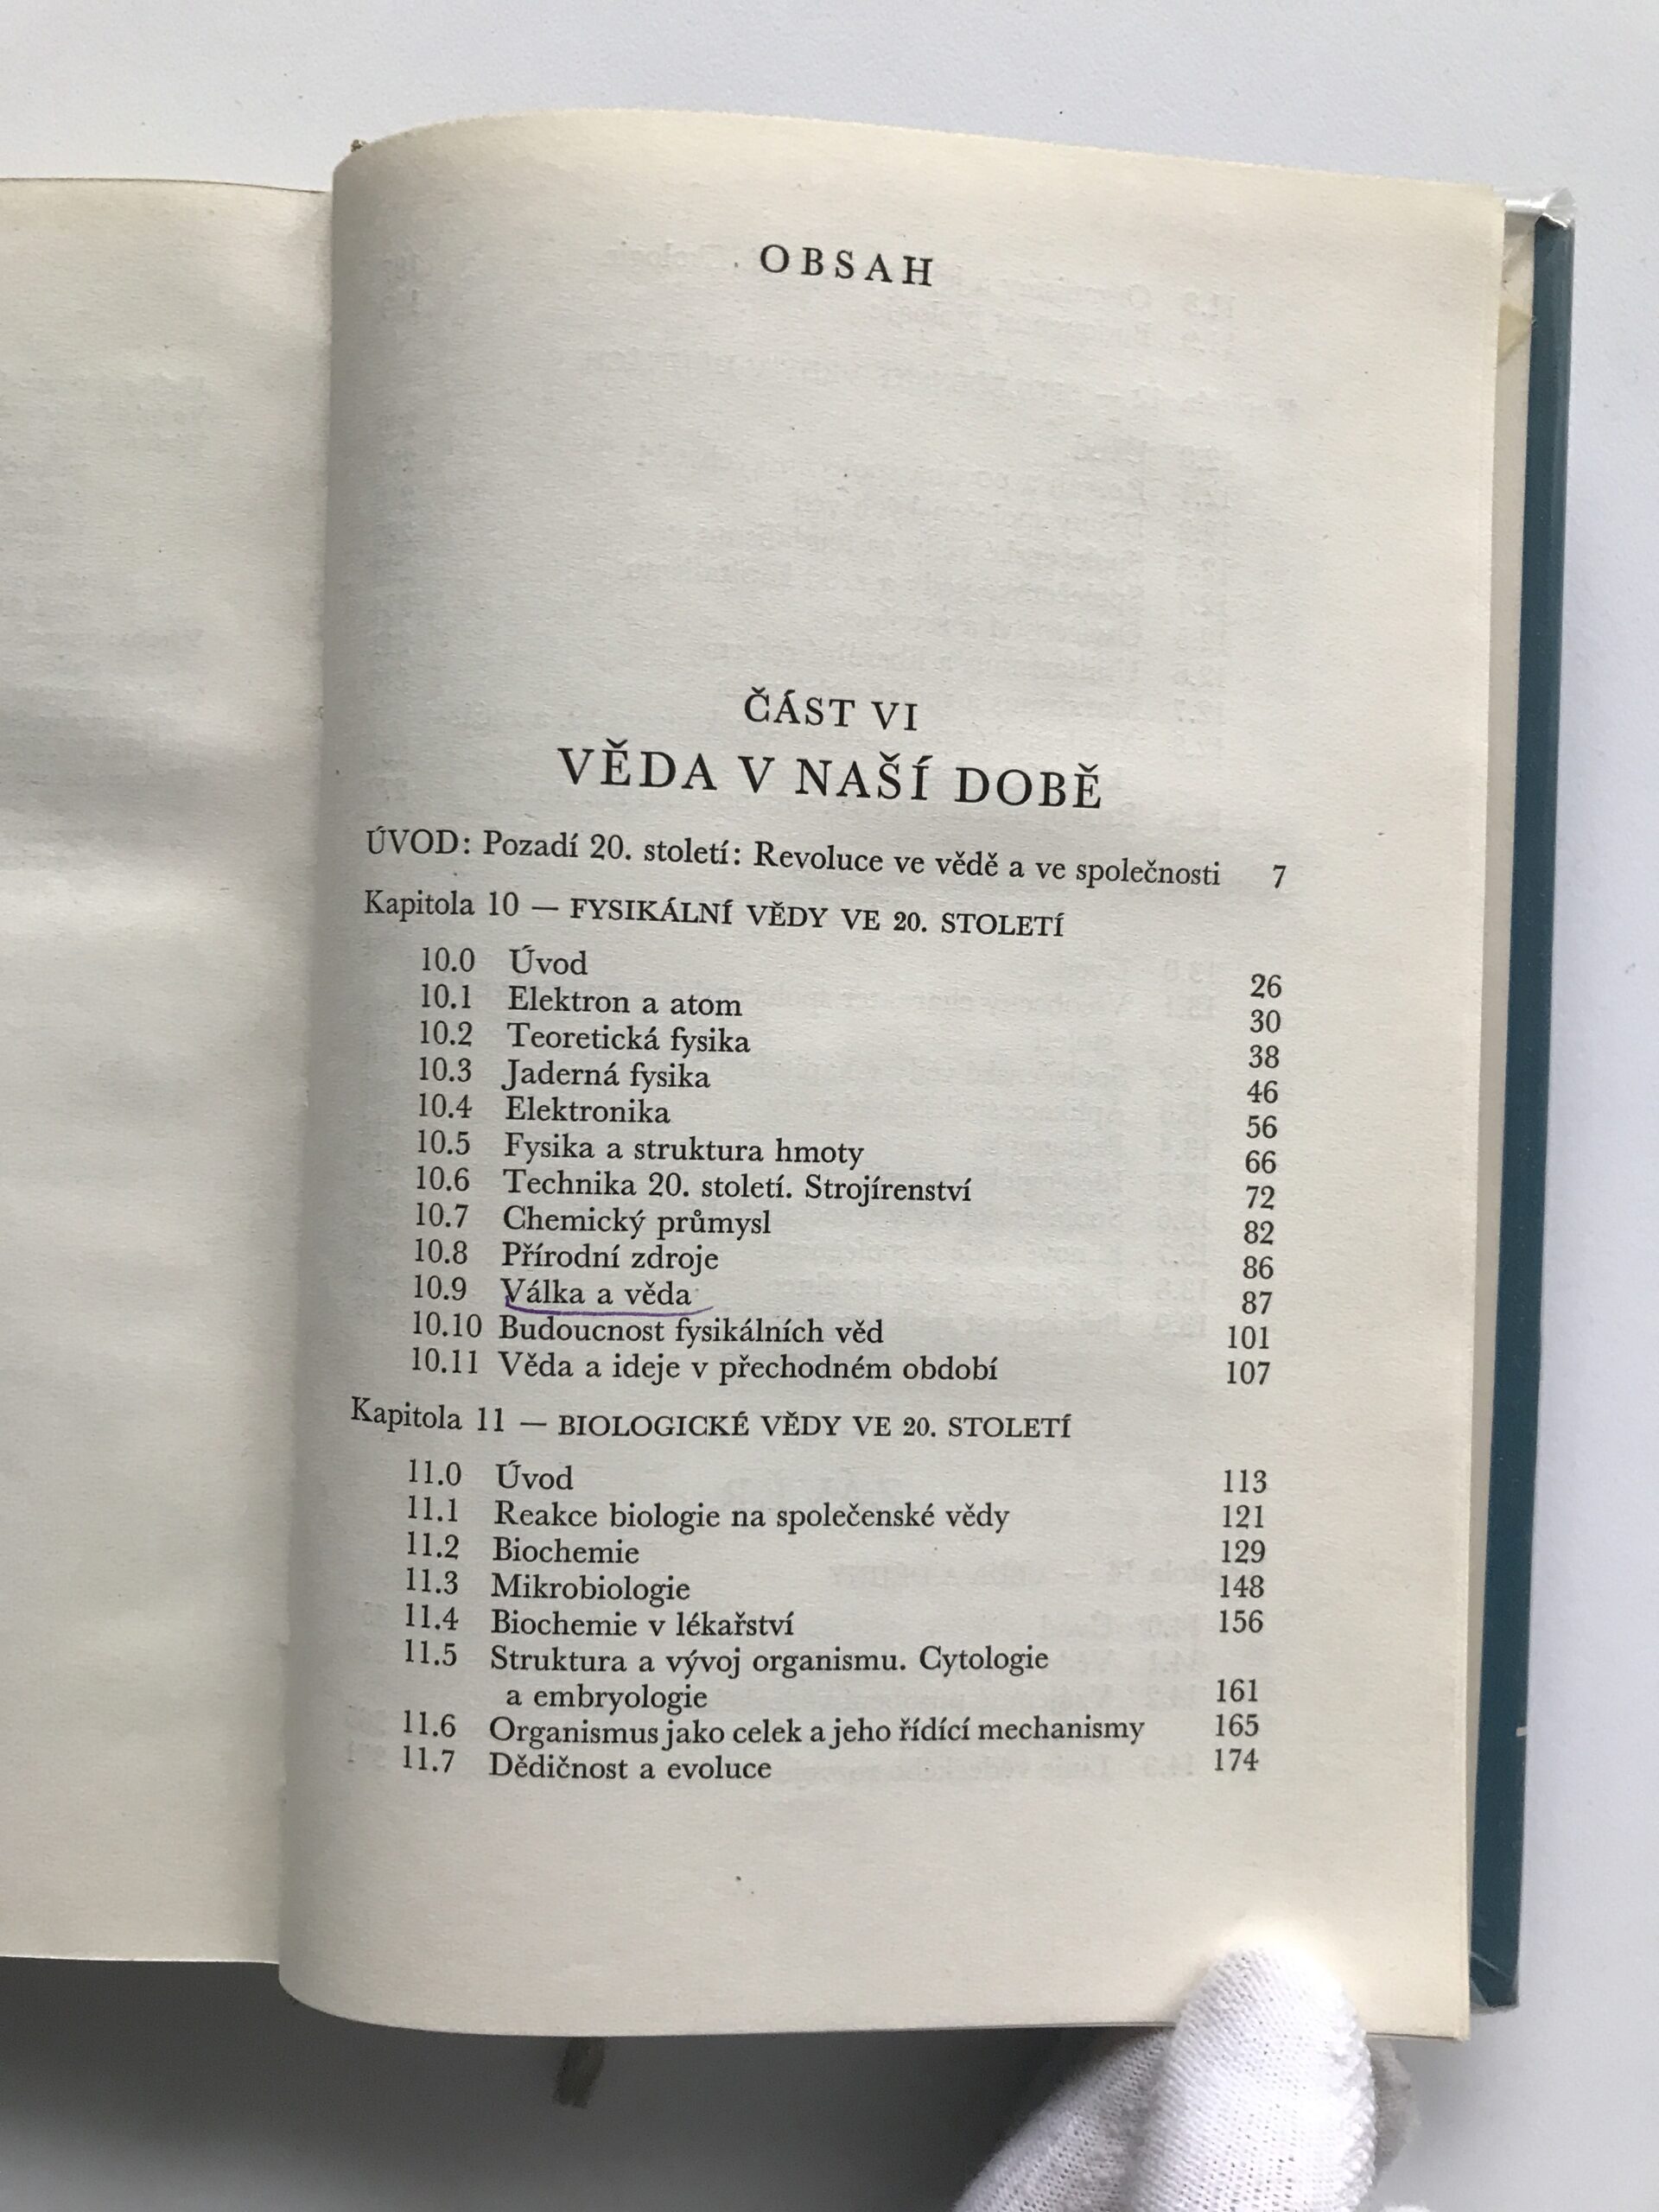 OBSAH
ČÁST VI
VĚDA V NAŠÍ DOBĚ
ÚVOD: Pozadí 20. století: Revoluce ve vědě a ve společnosti 7
Kapitola 10 — FYSIKÁLNÍ VĚDY VE 20. STOLETÍ
10.0 Úvod 26
10.1 Elektron a atom 30
10.2 Teoretická fysika 38
10.3 Jaderná fysika 46
10.4 Elektronika 56
10.5 Fysika a struktura hmoty 66
10.6 Technika 20. století. Strojírenství 72
10.7 Chemický průmysl 82
10.8 Přírodní zdroje 86
10.9 Válka a věda 87
10.10 Budoucnost fysikálních věd 101
10.11 Věda a ideje v přechodném období 107
Kapitola 11 — BIOLOGICKÉ VĚDY VE 20. STOLETÍ
11.0 Úvod 113
11.1 Reakce biologie na společenské vědy 121
11.2 Biochemie 129
11.3 Mikrobiologie 148
11.4 Biochemie v lékařství 156
11.5 Struktura a vývoj organismu. Cytologie
a embryologie 161
11.6 Organismus jako celek a jeho řídící mechanismy 165
11.7 Dědičnost a evoluce 174